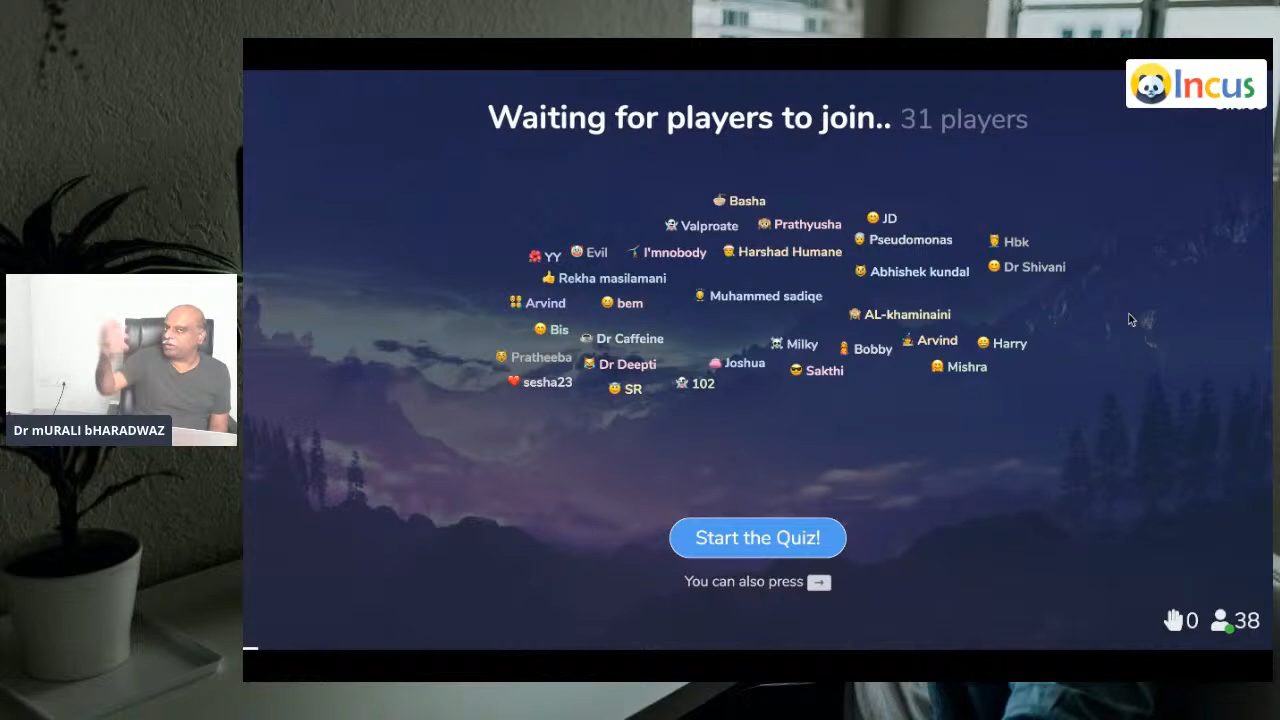 Incus
Waiting for players to join.. 31 players
Basha
JD
Valproate
Prathyusha
Pseudomonas
Hbk
YY
Evil
I'mnobody
Harshad Humane
Abhishek kundal
Dr Shivani
Rekha masilamani
Arvind
bem
Muhammed sadiqe
AL-khaminaini
Bis
Dr Caffeine
Milky
Bobby
Arvind
Harry
Pratheeba
Dr Deepti
Joshua
Sakthi
Mishra
sesha23
SR
102
Dr mURALI bHARADWAZ
Start the Quiz!
You can also press →
0 38